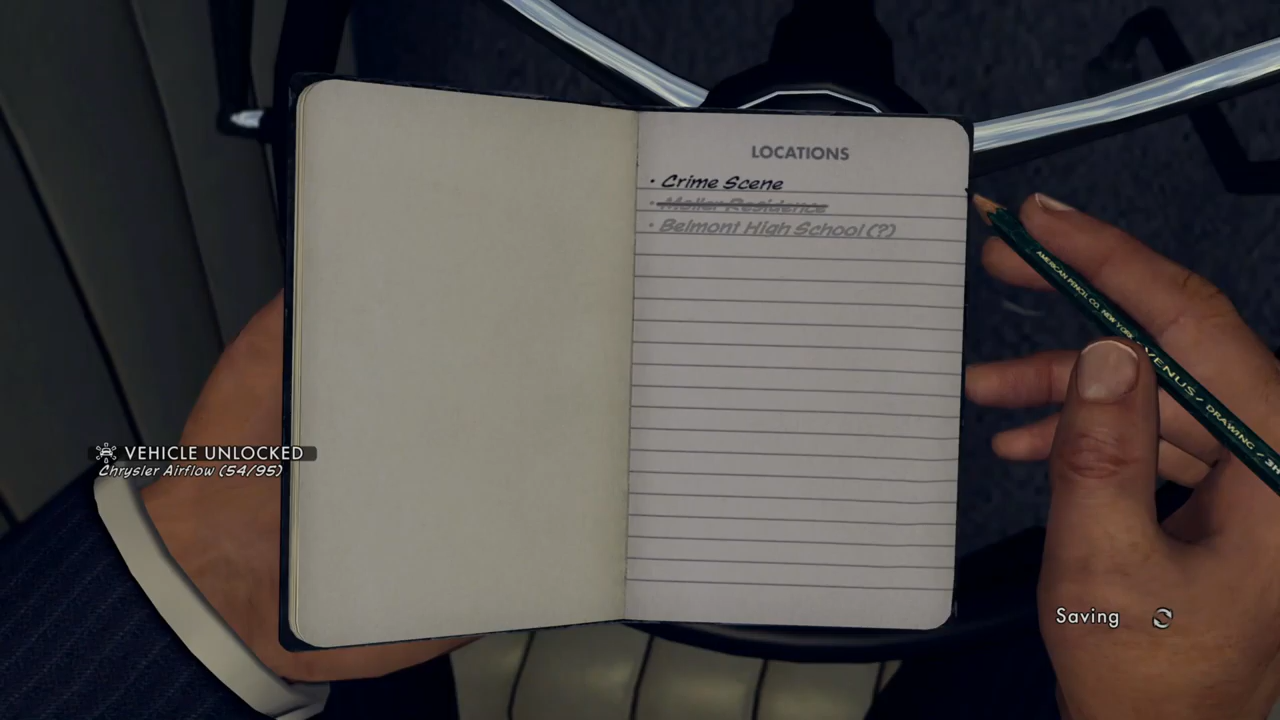 LOCATIONS
· Crime Scene
· Moller Residence
· Belmont High School (?)
AMERICAN PENCIL CO. NEW YORK
VENUS / DRAWING / 3H
VEHICLE UNLOCKED
Chrysler Airflow (54/95)
Saving